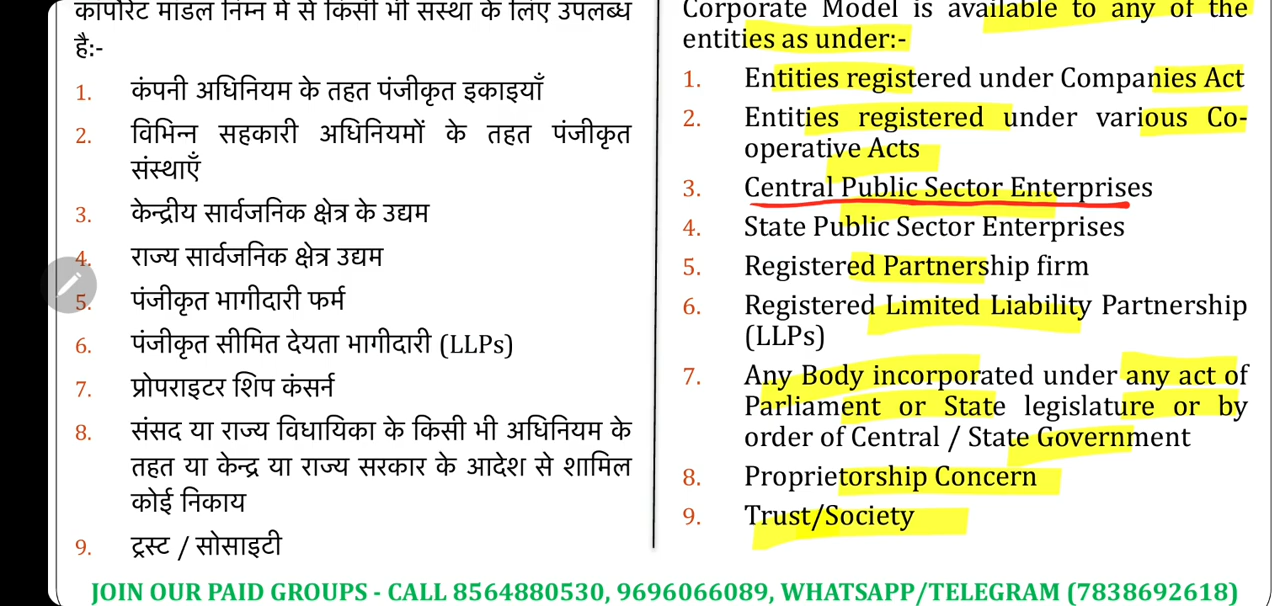 कॉर्पोरेट मॉडल निम्न में से किसी भी संस्था के लिए उपलब्ध
है:-
1. कंपनी अधिनियम के तहत पंजीकृत इकाइयाँ
2. विभिन्न सहकारी अधिनियमों के तहत पंजीकृत
संस्थाएँ
3. केन्द्रीय सार्वजनिक क्षेत्र के उद्यम
4. राज्य सार्वजनिक क्षेत्र उद्यम
5. पंजीकृत भागीदारी फर्म
6. पंजीकृत सीमित देयता भागीदारी (LLPs)
7. प्रोपराइटर शिप कंसर्न
8. संसद या राज्य विधायिका के किसी भी अधिनियम के
तहत या केन्द्र या राज्य सरकार के आदेश से शामिल
कोई निकाय
9. ट्रस्ट / सोसाइटी
Corporate Model is available to any of the
entities as under:-
1. Entities registered under Companies Act
2. Entities registered under various Co-
operative Acts
3. Central Public Sector Enterprises
4. State Public Sector Enterprises
5. Registered Partnership firm
6. Registered Limited Liability Partnership
(LLPs)
7. Any Body incorporated under any act of
Parliament or State legislature or by
order of Central / State Government
8. Proprietorship Concern
9. Trust/Society
JOIN OUR PAID GROUPS - CALL 8564880530, 9696066089, WHATSAPP/TELEGRAM (7838692618)